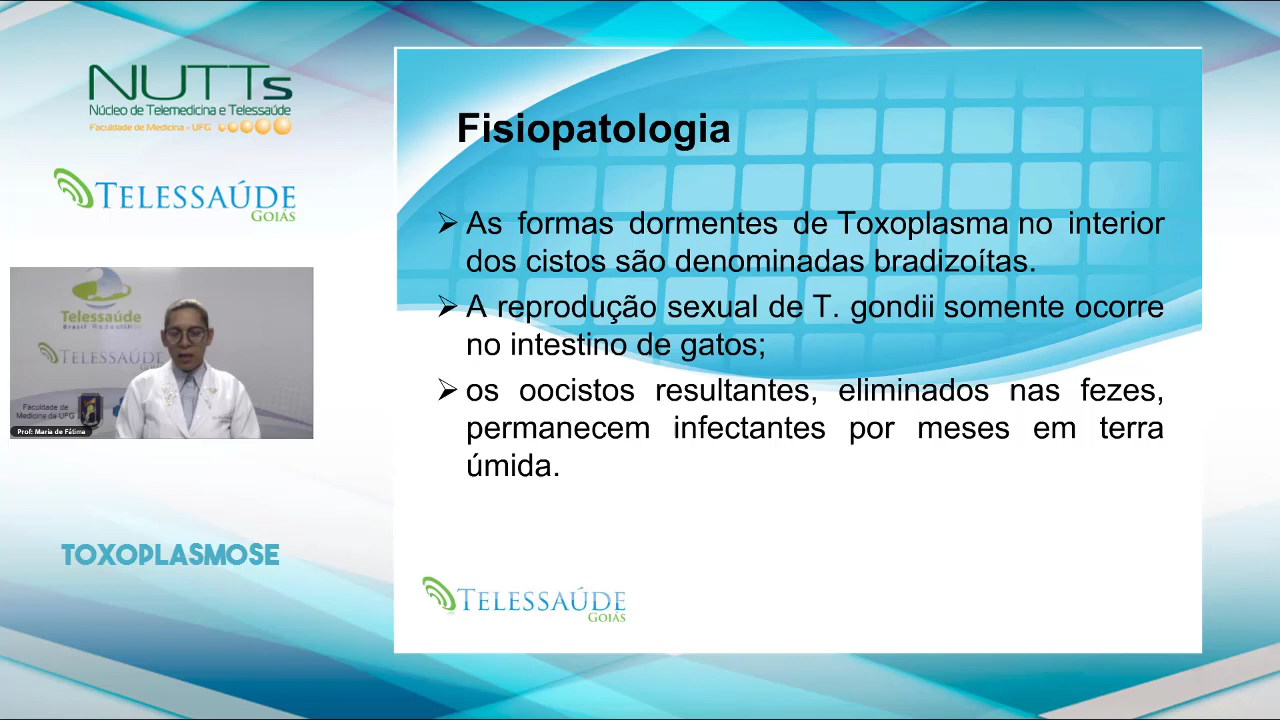 NUTTs
Núcleo de Telemedicina e Telessaúde
Faculdade de Medicina - UFG
TELESSAÚDE
GOIÁS
Telessaúde
TELESSAÚDE
Faculdade de
Medicina da UFG
Prof: Maria de Fátima
TOXOPLASMOSE
Fisiopatologia
As formas dormentes de Toxoplasma no interior
dos cistos são denominadas bradizoítas.
A reprodução sexual de T. gondii somente ocorre
no intestino de gatos;
os oocistos resultantes, eliminados nas fezes,
permanecem infectantes por meses em terra
úmida.
TELESSAÚDE
GOIÁS